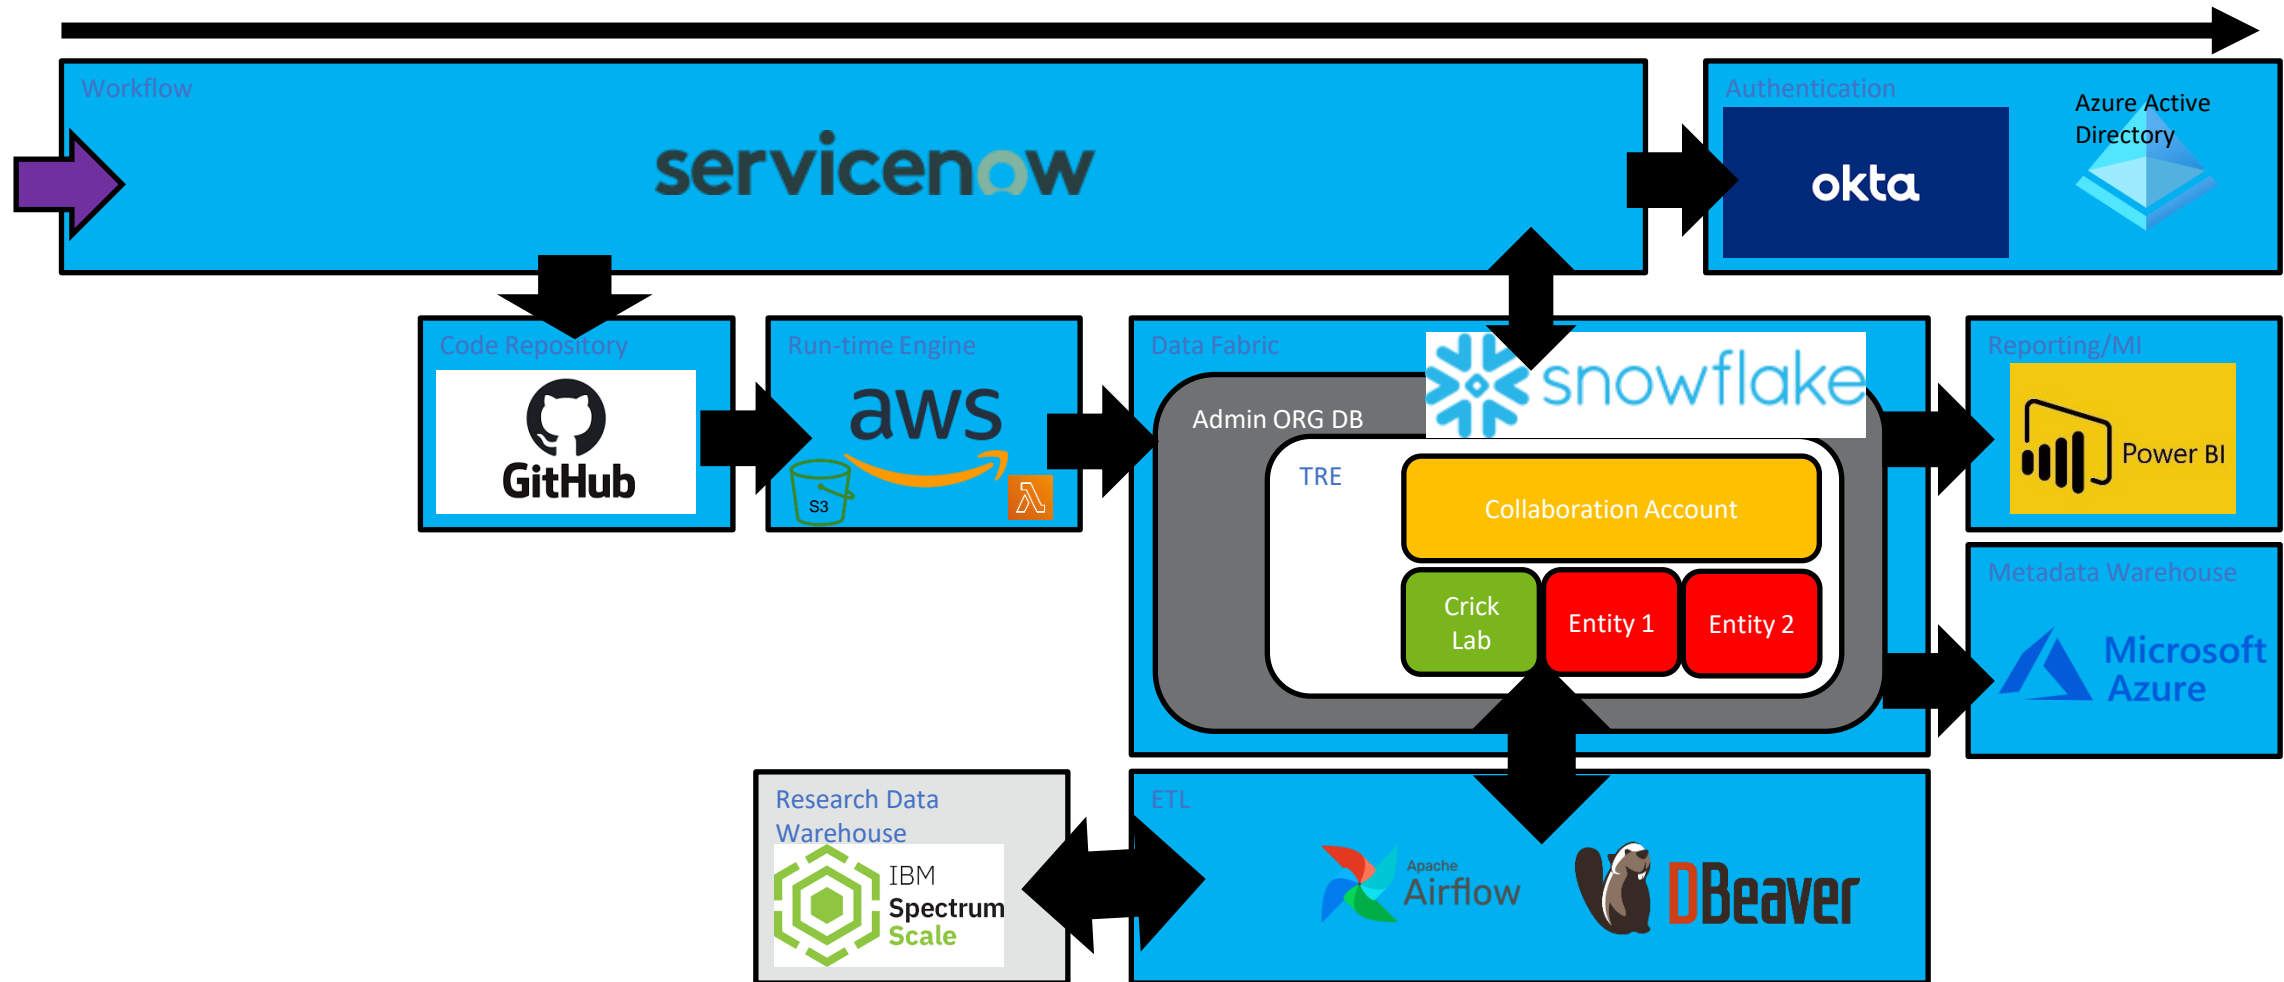 Workflow
servicenow
Authentication
okta
Azure Active
Directory
Code Repository
GitHub
Run-time Engine
aws
S3
Data Fabric
snowflake
Admin ORG DB
TRE
Collaboration Account
Crick
Lab
Entity 1
Entity 2
Reporting/MI
Power BI
Metadata Warehouse
Microsoft
Azure
Research Data
Warehouse
IBM
Spectrum
Scale
ETL
Apache
Airflow
DBeaver